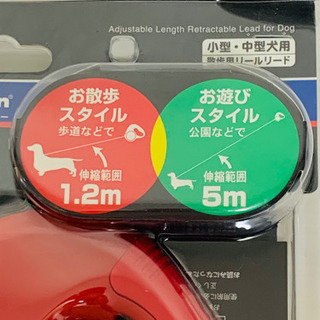 Adjustable Length Retractable Lead for Dog
小型・中型犬用
散歩用リールリード
お散歩
スタイル
歩道などで
伸縮範囲
1.2m
お遊び
スタイル
公園などで
伸縮範囲
5m